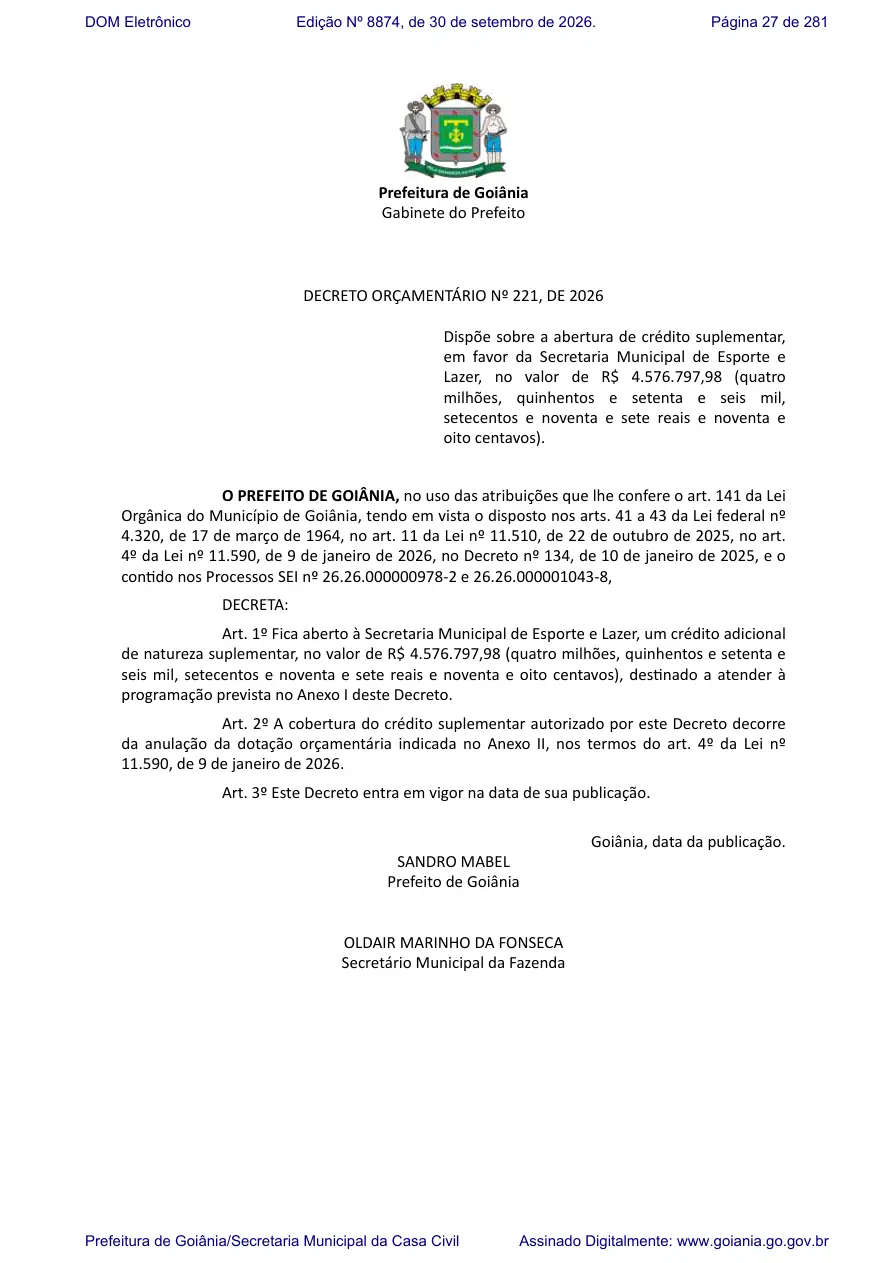 DOM Eletrônico Edição Nº 8874, de 30 de setembro de 2026. Página 27 de 281
Prefeitura de Goiânia
Gabinete do Prefeito
DECRETO ORÇAMENTÁRIO Nº 221, DE 2026
Dispõe sobre a abertura de crédito suplementar,
em favor da Secretaria Municipal de Esporte e
Lazer, no valor de R$ 4.576.797,98 (quatro
milhões, quinhentos e setenta e seis mil,
setecentos e noventa e sete reais e noventa e
oito centavos).
O PREFEITO DE GOIÂNIA, no uso das atribuições que lhe confere o art. 141 da Lei
Orgânica do Município de Goiânia, tendo em vista o disposto nos arts. 41 a 43 da Lei federal nº
4.320, de 17 de março de 1964, no art. 11 da Lei nº 11.510, de 22 de outubro de 2025, no art.
4º da Lei nº 11.590, de 9 de janeiro de 2026, no Decreto nº 134, de 10 de janeiro de 2025, e o
contido nos Processos SEI nº 26.26.000000978-2 e 26.26.000001043-8,
DECRETA:
Art. 1º Fica aberto à Secretaria Municipal de Esporte e Lazer, um crédito adicional
de natureza suplementar, no valor de R$ 4.576.797,98 (quatro milhões, quinhentos e setenta e
seis mil, setecentos e noventa e sete reais e noventa e oito centavos), destinado a atender à
programação prevista no Anexo I deste Decreto.
Art. 2º A cobertura do crédito suplementar autorizado por este Decreto decorre
da anulação da dotação orçamentária indicada no Anexo II, nos termos do art. 4º da Lei nº
11.590, de 9 de janeiro de 2026.
Art. 3º Este Decreto entra em vigor na data de sua publicação.
Goiânia, data da publicação.
SANDRO MABEL
Prefeito de Goiânia
OLDAIR MARINHO DA FONSECA
Secretário Municipal da Fazenda
Prefeitura de Goiânia/Secretaria Municipal da Casa Civil Assinado Digitalmente: www.goiania.go.gov.br